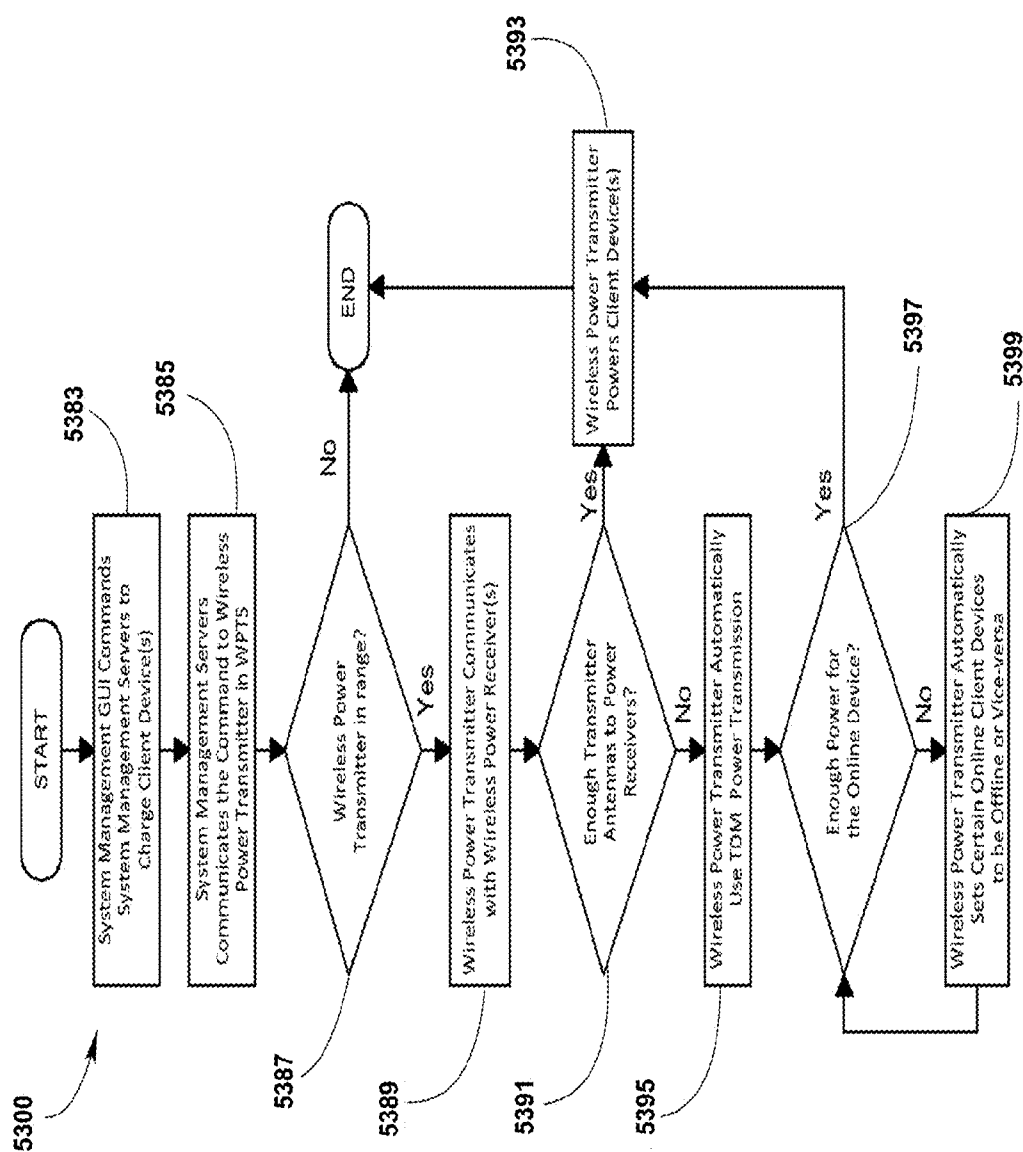 5300
START
System Management GUI Commands
System Management Servers to
Charge Client Device(s)
5383
System Management Servers
Communicates the Command to Wireless
Power Transmitter in WPTS
5385
Wireless Power
Transmitter in range?
5387
No
END
Yes
Wireless Power Transmitter Communicates
with Wireless Power Receiver(s)
5389
Enough Transmitter
Antennas to Power
Receivers?
5391
Yes
Wireless Power Transmitter
Powers Client Device(s)
5393
No
Wireless Power Transmitter Automatically
Use TDM Power Transmission
5395
Enough Power for
the Online Device?
Yes
5397
No
Wireless Power Transmitter Automatically
Sets Certain Online Client Devices
to be Offline or Vice-versa
5399